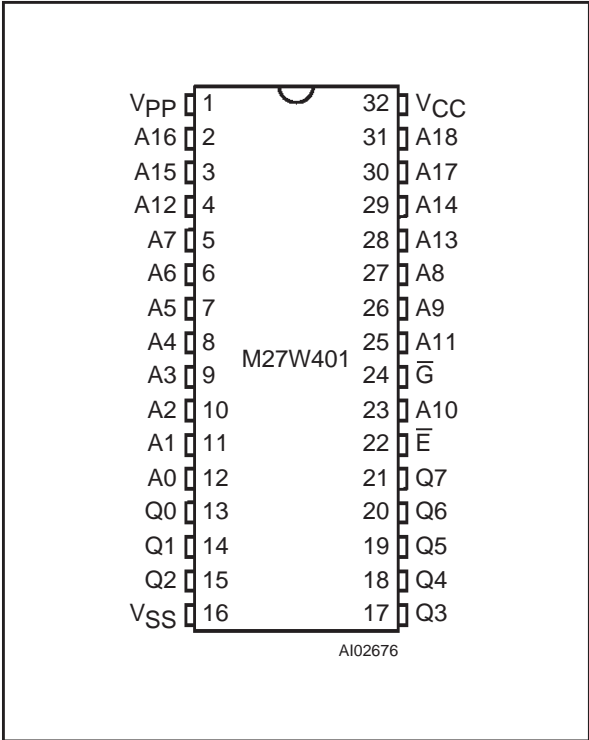 VPP 1 32 VCC
A16 2 31 A18
A15 3 30 A17
A12 4 29 A14
A7 5 28 A13
A6 6 27 A8
A5 7 26 A9
A4 8 25 A11
M27W401
A3 9 24 G̅
A2 10 23 A10
A1 11 22 E̅
A0 12 21 Q7
Q0 13 20 Q6
Q1 14 19 Q5
Q2 15 18 Q4
VSS 16 17 Q3
AI02676